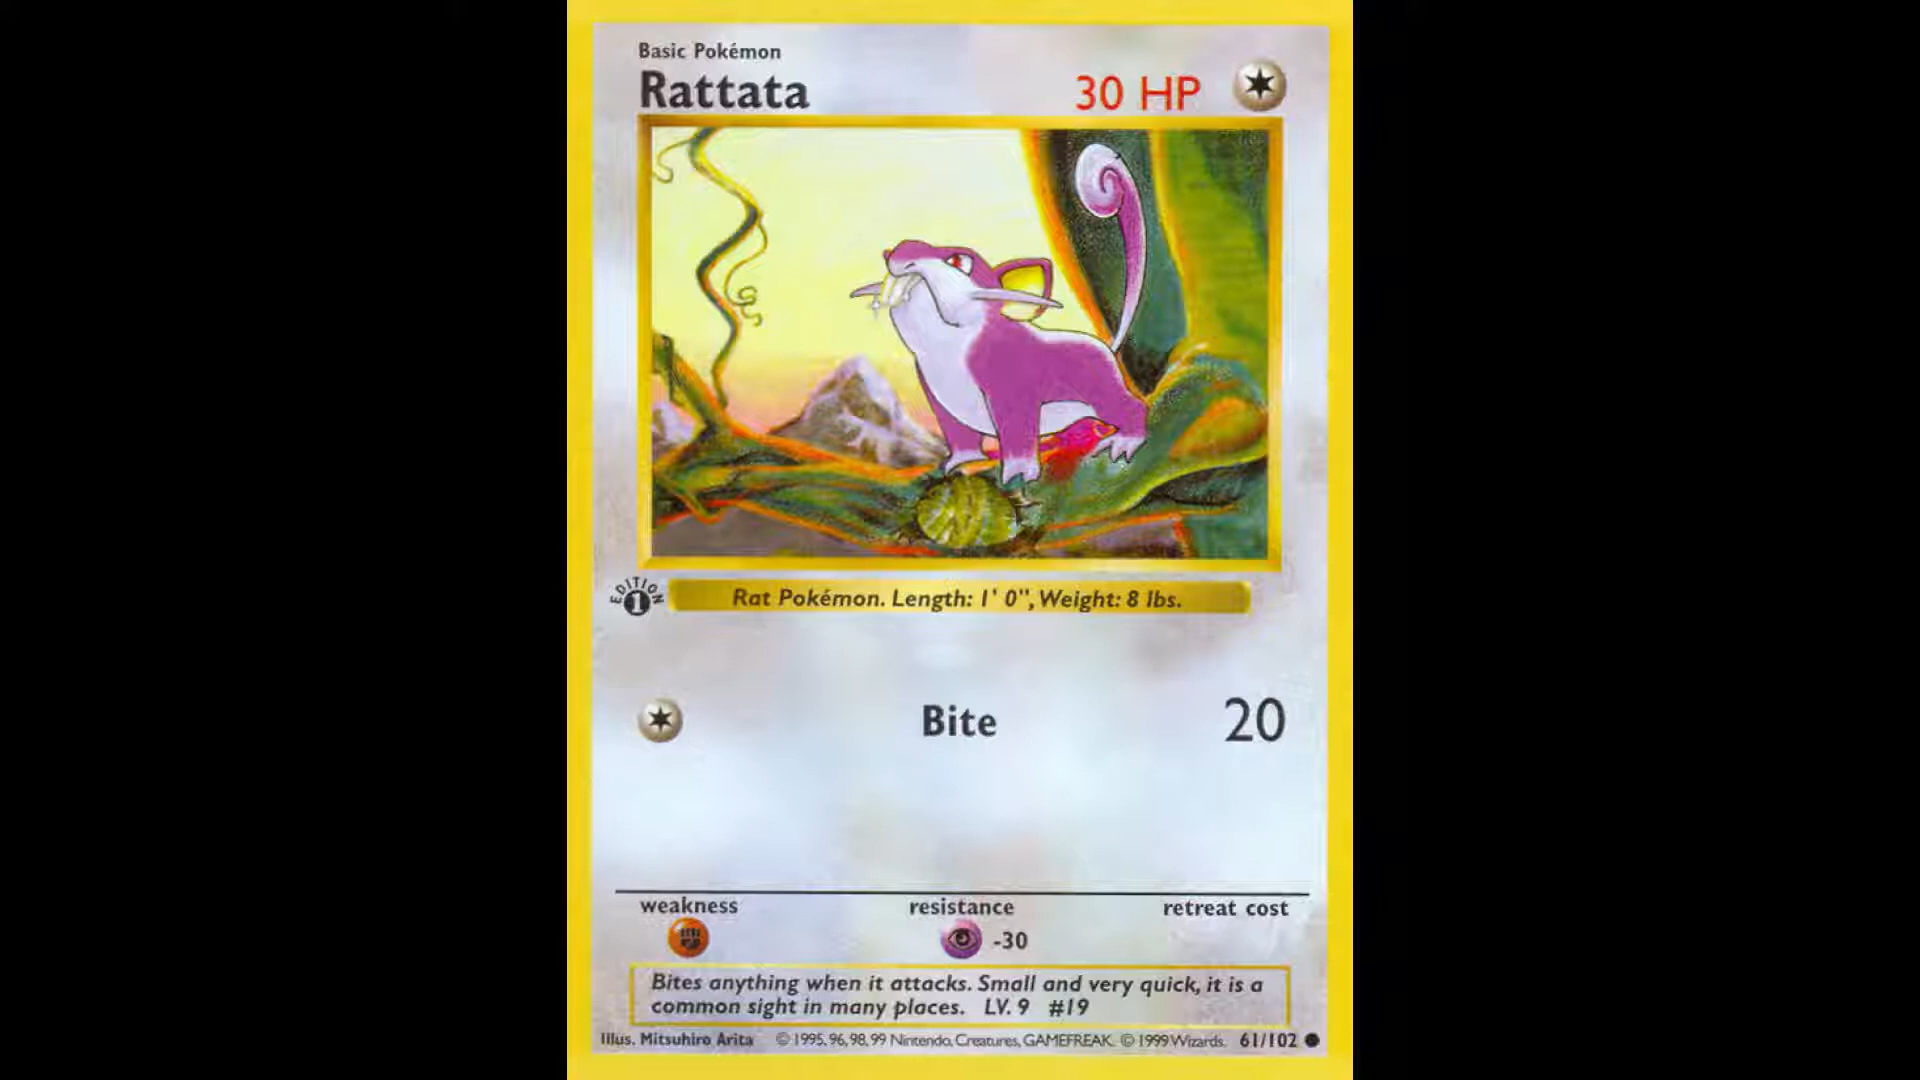 Basic Pokémon
Rattata
30 HP
EDITION
1
Rat Pokémon. Length: 1' 0", Weight: 8 lbs.
Bite
20
weakness
resistance
retreat cost
-30
Bites anything when it attacks. Small and very quick, it is a
common sight in many places. LV. 9 #19
Illus. Mitsuhiro Arita © 1995, 96, 98, 99 Nintendo, Creatures, GAMEFREAK. © 1999 Wizards. 61/102